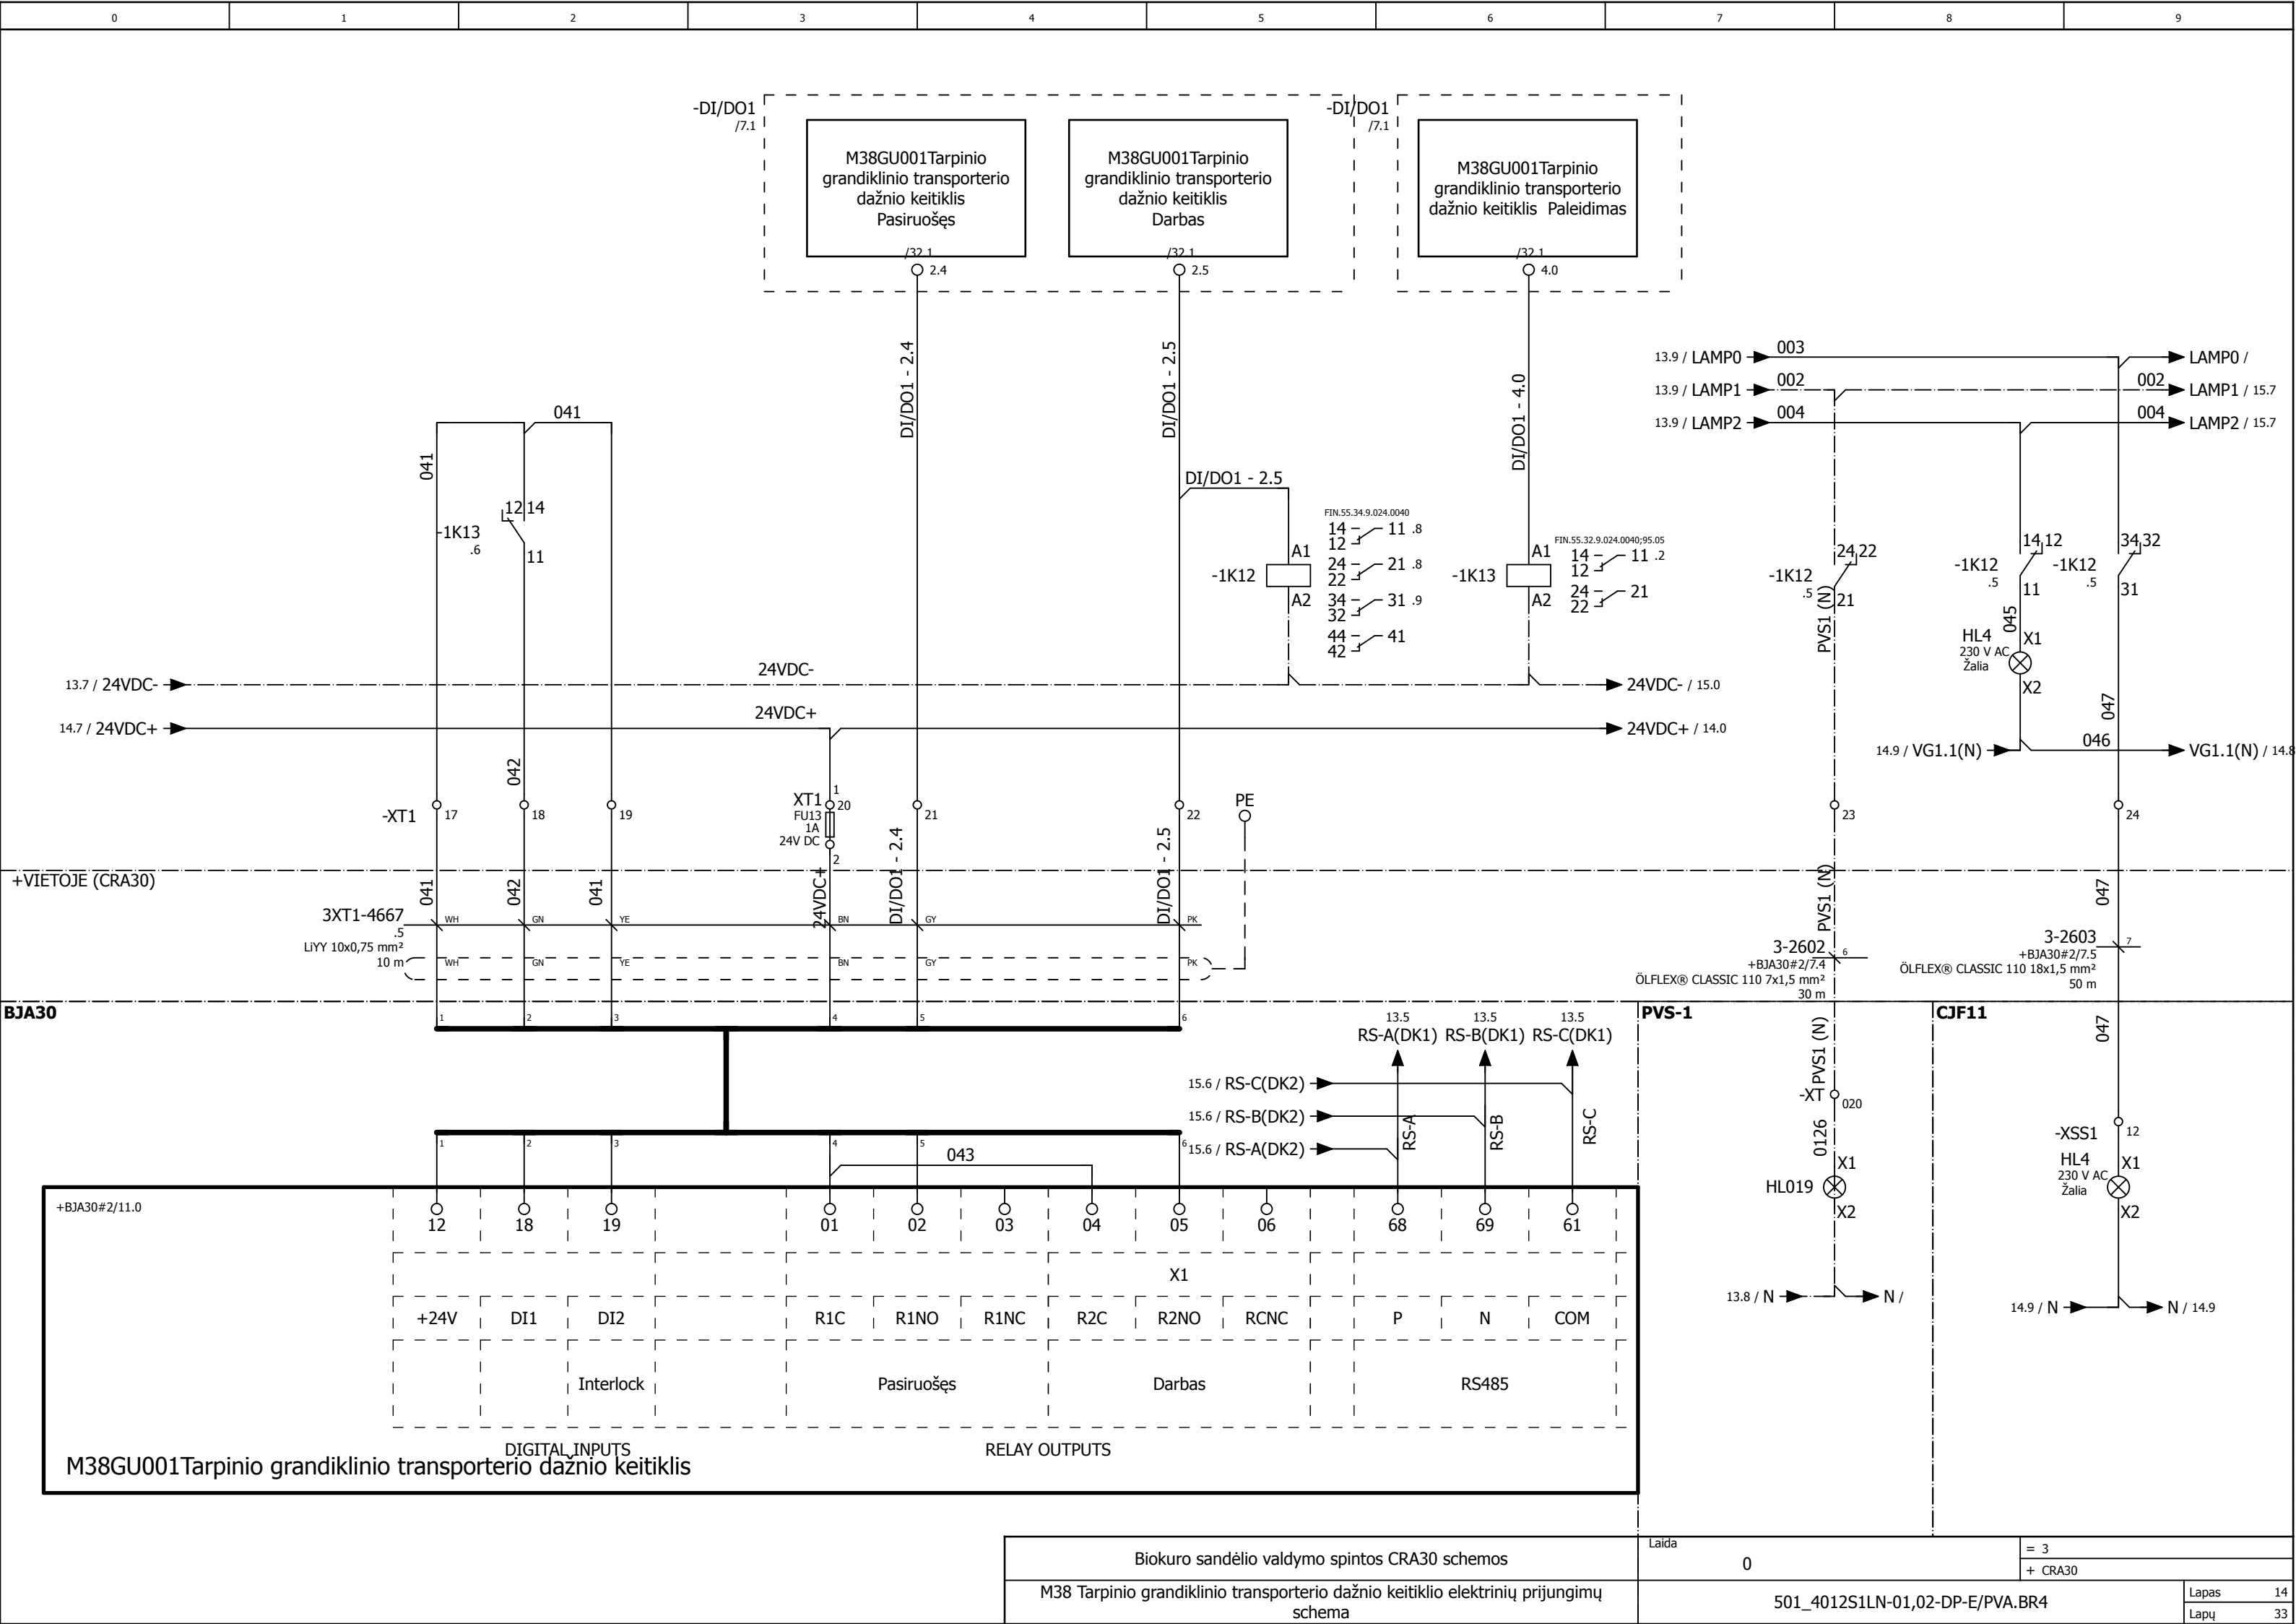 0 1 2 3 4 5 6 7 8 9
-DI/DO1
/7.1
M38GU001Tarpinio
grandiklinio transporterio
dažnio keitiklis
Pasiruošęs
/32.1
2.4
M38GU001Tarpinio
grandiklinio transporterio
dažnio keitiklis
Darbas
/32.1
2.5
-DI/DO1
/7.1
M38GU001Tarpinio
grandiklinio transporterio
dažnio keitiklis Paleidimas
/32.1
4.0
DI/DO1 - 2.4
DI/DO1 - 2.5
DI/DO1 - 4.0
13.9 / LAMP0 003 LAMP0 /
13.9 / LAMP1 002 002 LAMP1 / 15.7
13.9 / LAMP2 004 004 LAMP2 / 15.7
041
041
-1K13
.6
12 14
11
DI/DO1 - 2.5
-1K12
A1
A2
FIN.55.34.9.024.0040
14 11 .8
12
24 21 .8
22
34 31 .9
32
44 41
42
-1K13
A1
A2
FIN.55.32.9.024.0040;95.05
14 11 .2
12
24 21
22
-1K12
.5
24 22
21
PVS1 (N)
-1K12
.5
14 12
11
045
HL4
230 V AC
Žalia
X1
X2
-1K12
.5
34 32
31
047
13.7 / 24VDC- 24VDC- 24VDC- / 15.0
14.7 / 24VDC+ 24VDC+ 24VDC+ / 14.0
14.9 / VG1.1(N) 046 VG1.1(N) / 14.8
042
-XT1 17 18 19
XT1
FU13
1A
24V DC
1
20
2
21
22
PE
23
24
DI/DO1 - 2.4
DI/DO1 - 2.5
+VIETOJE (CRA30)
041
042
041
24VDC+
PVS1 (N)
047
3XT1-4667
.5
LiYY 10x0,75 mm²
10 m
WH GN YE BN GY PK
WH GN YE BN GY PK
3-2602
+BJA30#2/7.4
ÖLFLEX® CLASSIC 110 7x1,5 mm²
30 m
6
3-2603
+BJA30#2/7.5
ÖLFLEX® CLASSIC 110 18x1,5 mm²
50 m
7
BJA30
PVS-1
CJF11
1 2 3 4 5 6
13.5 13.5 13.5
RS-A(DK1) RS-B(DK1) RS-C(DK1)
15.6 / RS-C(DK2)
15.6 / RS-B(DK2)
15.6 / RS-A(DK2)
RS-A
RS-B
RS-C
1 2 3 4 5 6
043
PVS1 (N)
-XT
020
0126
HL019
X1
X2
13.8 / N N /
047
-XSS1 12
HL4
230 V AC
Žalia
X1
X2
14.9 / N N / 14.9
+BJA30#2/11.0
12 18 19 01 02 03 04 05 06 68 69 61
X1
+24V DI1 DI2 R1C R1NO R1NC R2C R2NO RCNC P N COM
Interlock Pasiruošęs Darbas RS485
DIGITAL INPUTS RELAY OUTPUTS
M38GU001Tarpinio grandiklinio transporterio dažnio keitiklis
Biokuro sandėlio valdymo spintos CRA30 schemos
M38 Tarpinio grandiklinio transporterio dažnio keitiklio elektrinių prijungimų
schema
Laida
0
= 3
+ CRA30
501_4012S1LN-01,02-DP-E/PVA.BR4
Lapas 14
Lapų 33